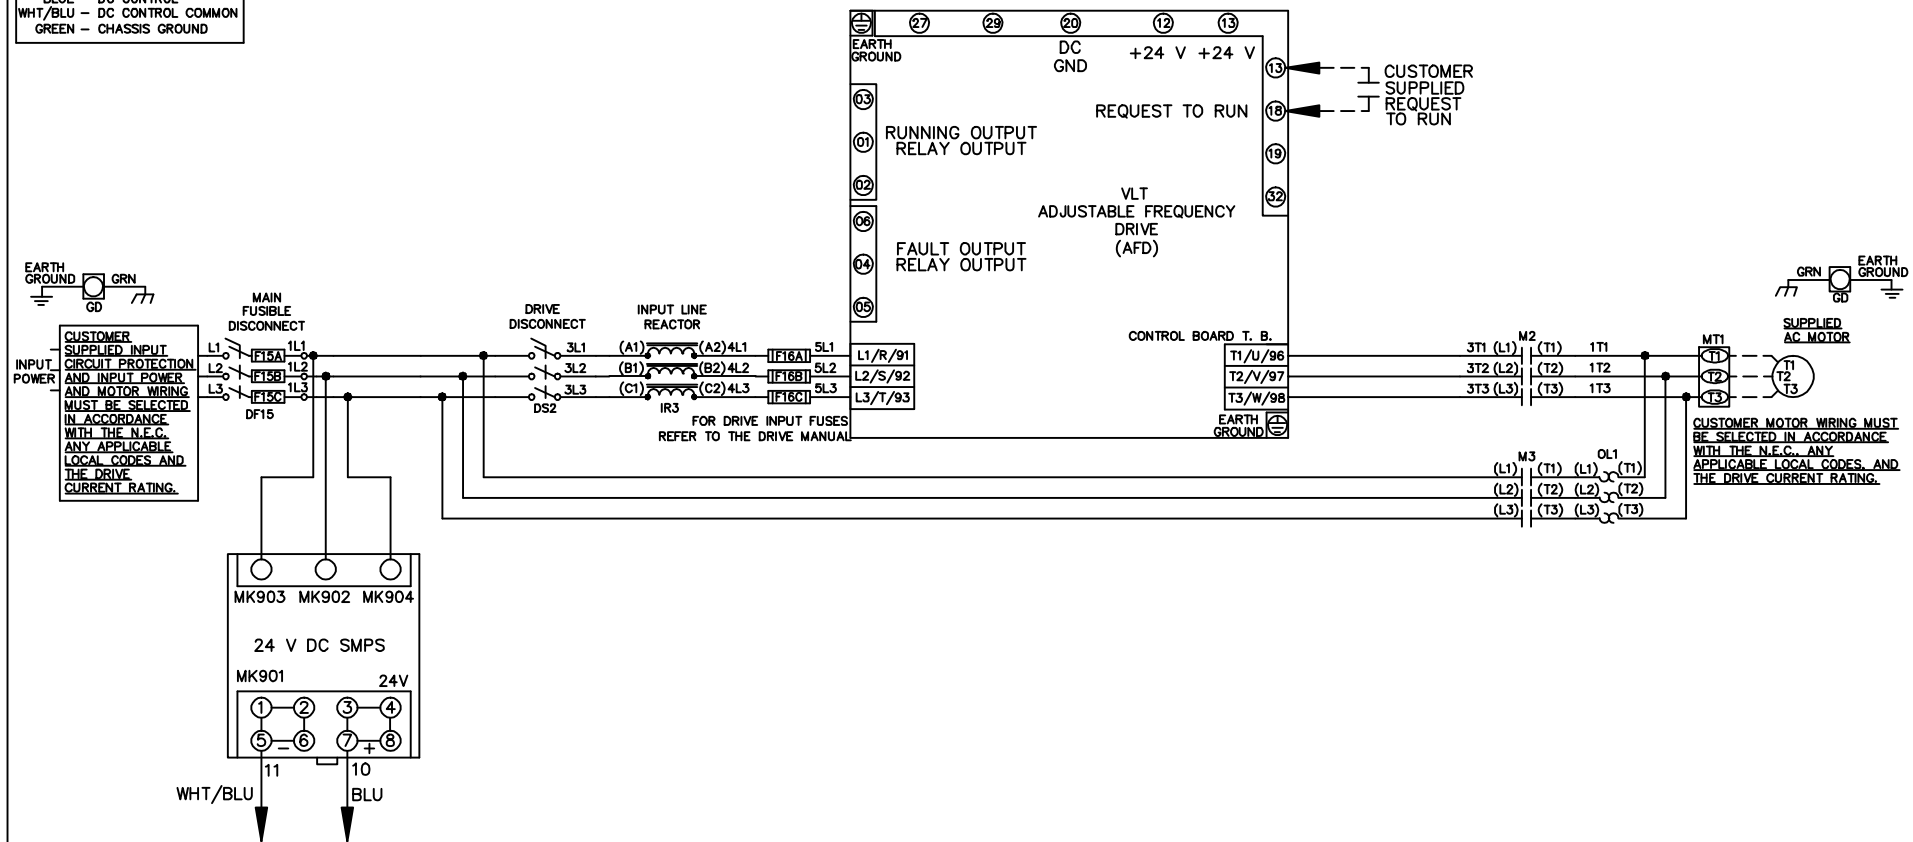 WHT/BLU – DC CONTROL COMMON
GREEN – CHASSIS GROUND
27
29
20
12
13
EARTH
GROUND
DC
GND
+24 V
+24 V
13
18
19
32
REQUEST TO RUN
CUSTOMER
SUPPLIED
REQUEST
TO RUN
03
01
02
RUNNING OUTPUT
RELAY OUTPUT
06
04
05
FAULT OUTPUT
RELAY OUTPUT
VLT
ADJUSTABLE FREQUENCY
DRIVE
(AFD)
EARTH
GROUND
GRN
GD
INPUT
POWER
CUSTOMER
SUPPLIED INPUT
CIRCUIT PROTECTION
AND INPUT POWER
AND MOTOR WIRING
MUST BE SELECTED
IN ACCORDANCE
WITH THE N.E.C.
ANY APPLICABLE
LOCAL CODES AND
THE DRIVE
CURRENT RATING.
MAIN
FUSIBLE
DISCONNECT
L1 F15A 1L1
L2 F15B 1L2
L3 F15C 1L3
DF15
DRIVE
DISCONNECT
3L1
3L2
3L3
DS2
INPUT LINE
REACTOR
(A1) (A2) 4L1 F16A 5L1
(B1) (B2) 4L2 F16B 5L2
(C1) (C2) 4L3 F16C 5L3
IR3
FOR DRIVE INPUT FUSES
REFER TO THE DRIVE MANUAL
L1/R/91
L2/S/92
L3/T/93
CONTROL BOARD T. B.
T1/U/96
T2/V/97
T3/W/98
EARTH
GROUND
M2
3T1 (L1) (T1) 1T1
3T2 (L2) (T2) 1T2
3T3 (L3) (T3) 1T3
MT1
T1
T2
T3
GRN
EARTH
GROUND
GD
SUPPLIED
AC MOTOR
T1
T2
T3
CUSTOMER MOTOR WIRING MUST
BE SELECTED IN ACCORDANCE
WITH THE N.E.C., ANY
APPLICABLE LOCAL CODES, AND
THE DRIVE CURRENT RATING.
M3 OL1
(L1) (T1) (L1) (T1)
(L2) (T2) (L2) (T2)
(L3) (T3) (L3) (T3)
MK903 MK902 MK904
24 V DC SMPS
MK901 24V
1 2 3 4
5 – 6 7 + 8
11 10
WHT/BLU BLU